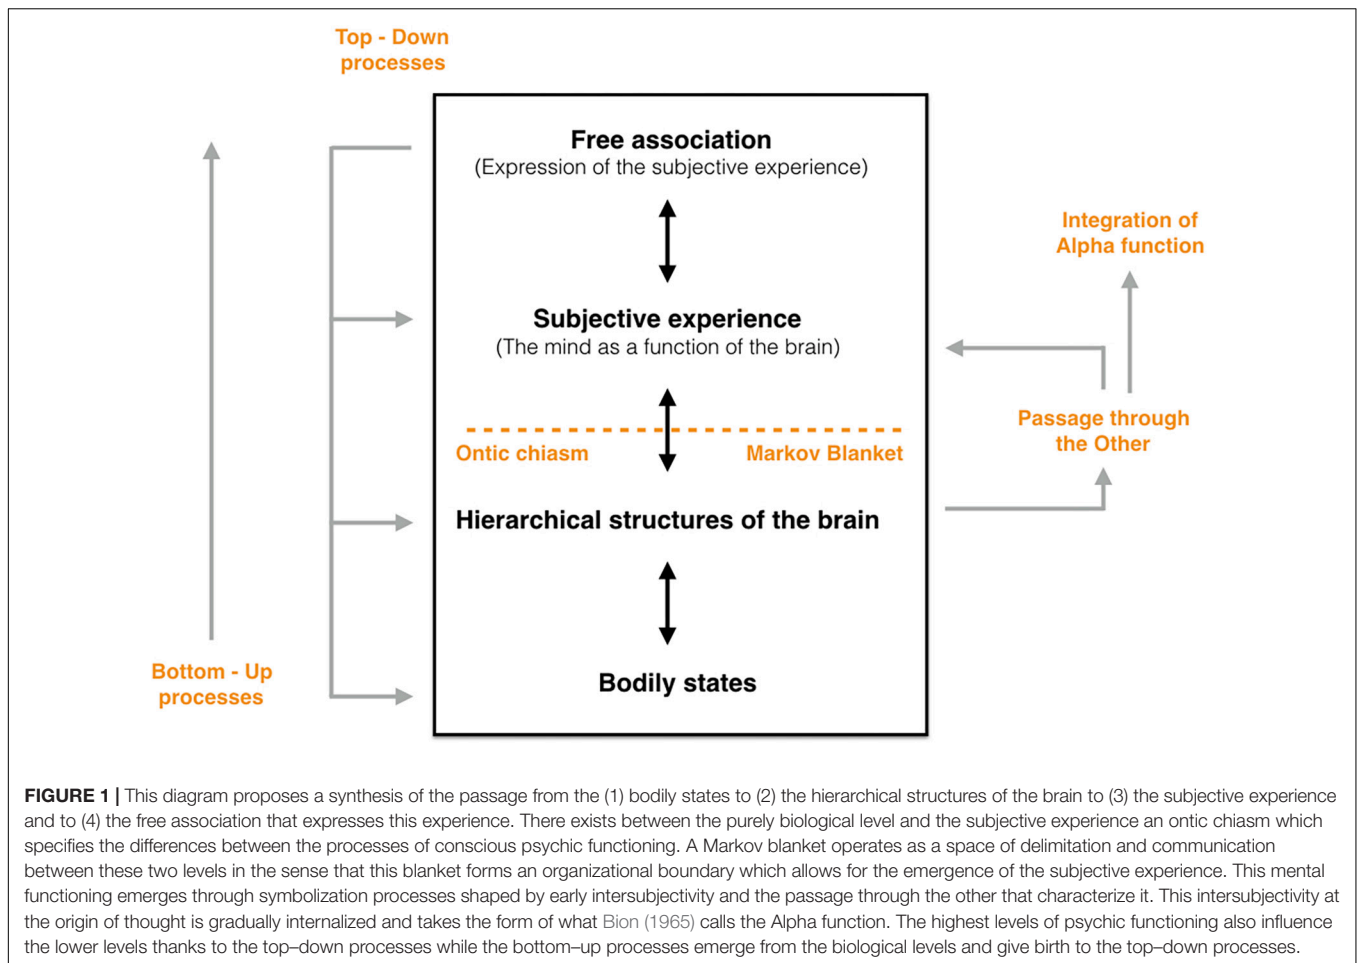 Top - Down
processes
Free association
(Expression of the subjective experience)
Integration of
Alpha function
Subjective experience
(The mind as a function of the brain)
Passage through
the Other
Ontic chiasm
Markov Blanket
Hierarchical structures of the brain
Bottom - Up
processes
Bodily states
FIGURE 1 | This diagram proposes a synthesis of the passage from the (1) bodily states to (2) the hierarchical structures of the brain to (3) the subjective experience
and to (4) the free association that expresses this experience. There exists between the purely biological level and the subjective experience an ontic chiasm which
specifies the differences between the processes of conscious psychic functioning. A Markov blanket operates as a space of delimitation and communication
between these two levels in the sense that this blanket forms an organizational boundary which allows for the emergence of the subjective experience. This mental
functioning emerges through symbolization processes shaped by early intersubjectivity and the passage through the other that characterize it. This intersubjectivity at
the origin of thought is gradually internalized and takes the form of what Bion (1965) calls the Alpha function. The highest levels of psychic functioning also influence
the lower levels thanks to the top–down processes while the bottom–up processes emerge from the biological levels and give birth to the top–down processes.